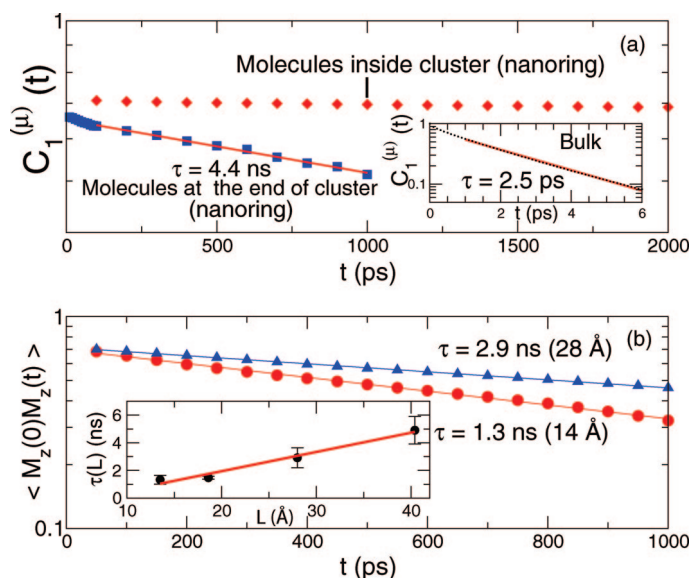 1
(a)
Molecules inside cluster (nanoring)
C₁^(μ) (t)
τ = 4.4 ns
Molecules at the end of cluster
(nanoring)
1
0.1
C₁^(μ) (t)
Bulk
τ = 2.5 ps
0 2 4 6
t (ps)
0 500 1000 1500 2000
t (ps)
1
(b)
< M_z(0)M_z(t) >
τ = 2.9 ns (28 Å)
τ = 1.3 ns (14 Å)
6
4
2
0
τ(L) (ns)
10 20 30 40
L (Å)
0.1
0 200 400 600 800 1000
t (ps)